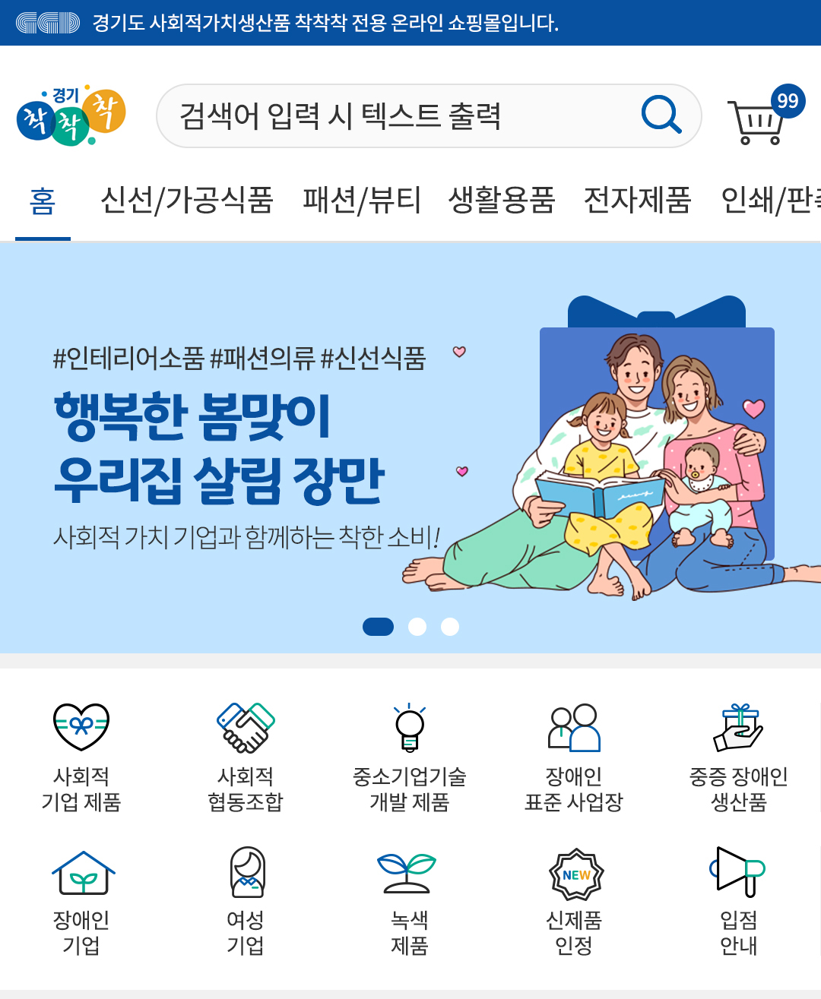 GGD 경기도 사회적가치생산품 착착착 전용 온라인 쇼핑몰입니다.
경기
착 착 착
검색어 입력 시 텍스트 출력
99
홈 신선/가공식품 패션/뷰티 생활용품 전자제품 인쇄/판촉
#인테리어소품 #패션의류 #신선식품
행복한 봄맞이
우리집 살림 장만
사회적 가치 기업과 함께하는 착한 소비!
사회적
기업 제품
사회적
협동조합
중소기업기술
개발 제품
장애인
표준 사업장
중증 장애인
생산품
장애인
기업
여성
기업
녹색
제품
NEW
신제품
인정
입점
안내